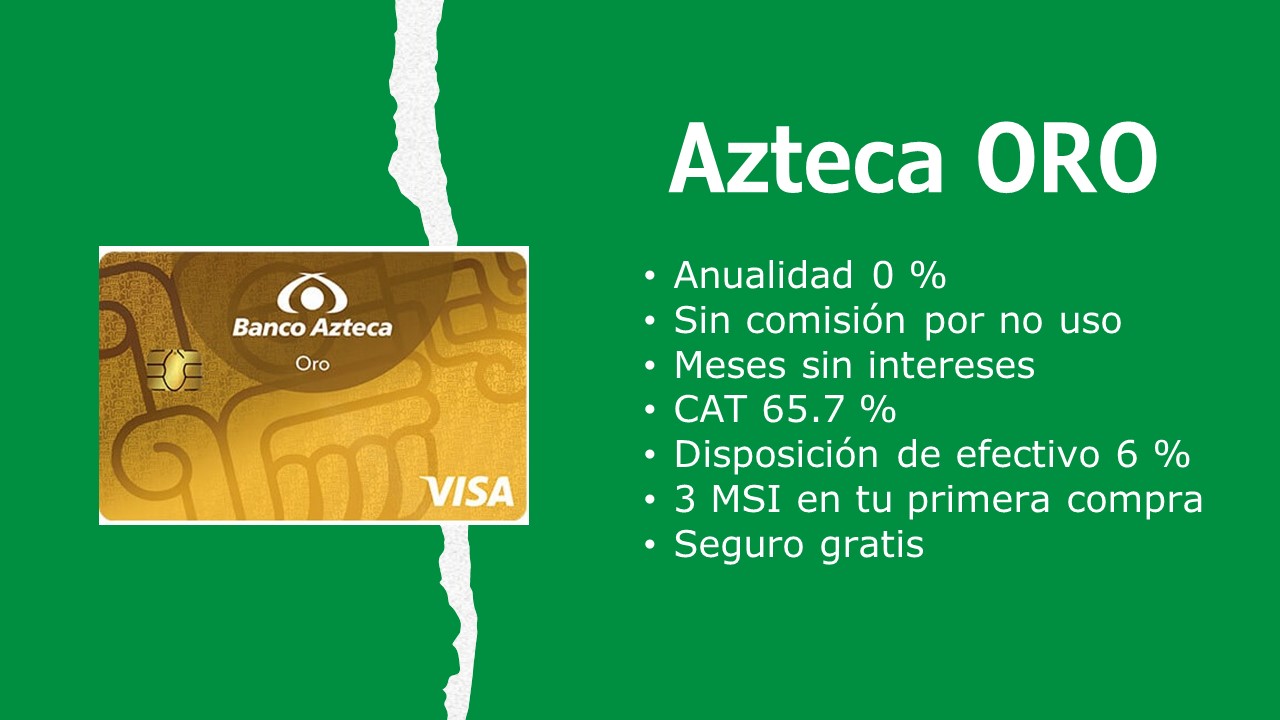 Azteca ORO
Banco Azteca
Oro
VISA
• Anualidad 0 %
• Sin comisión por no uso
• Meses sin intereses
• CAT 65.7 %
• Disposición de efectivo 6 %
• 3 MSI en tu primera compra
• Seguro gratis